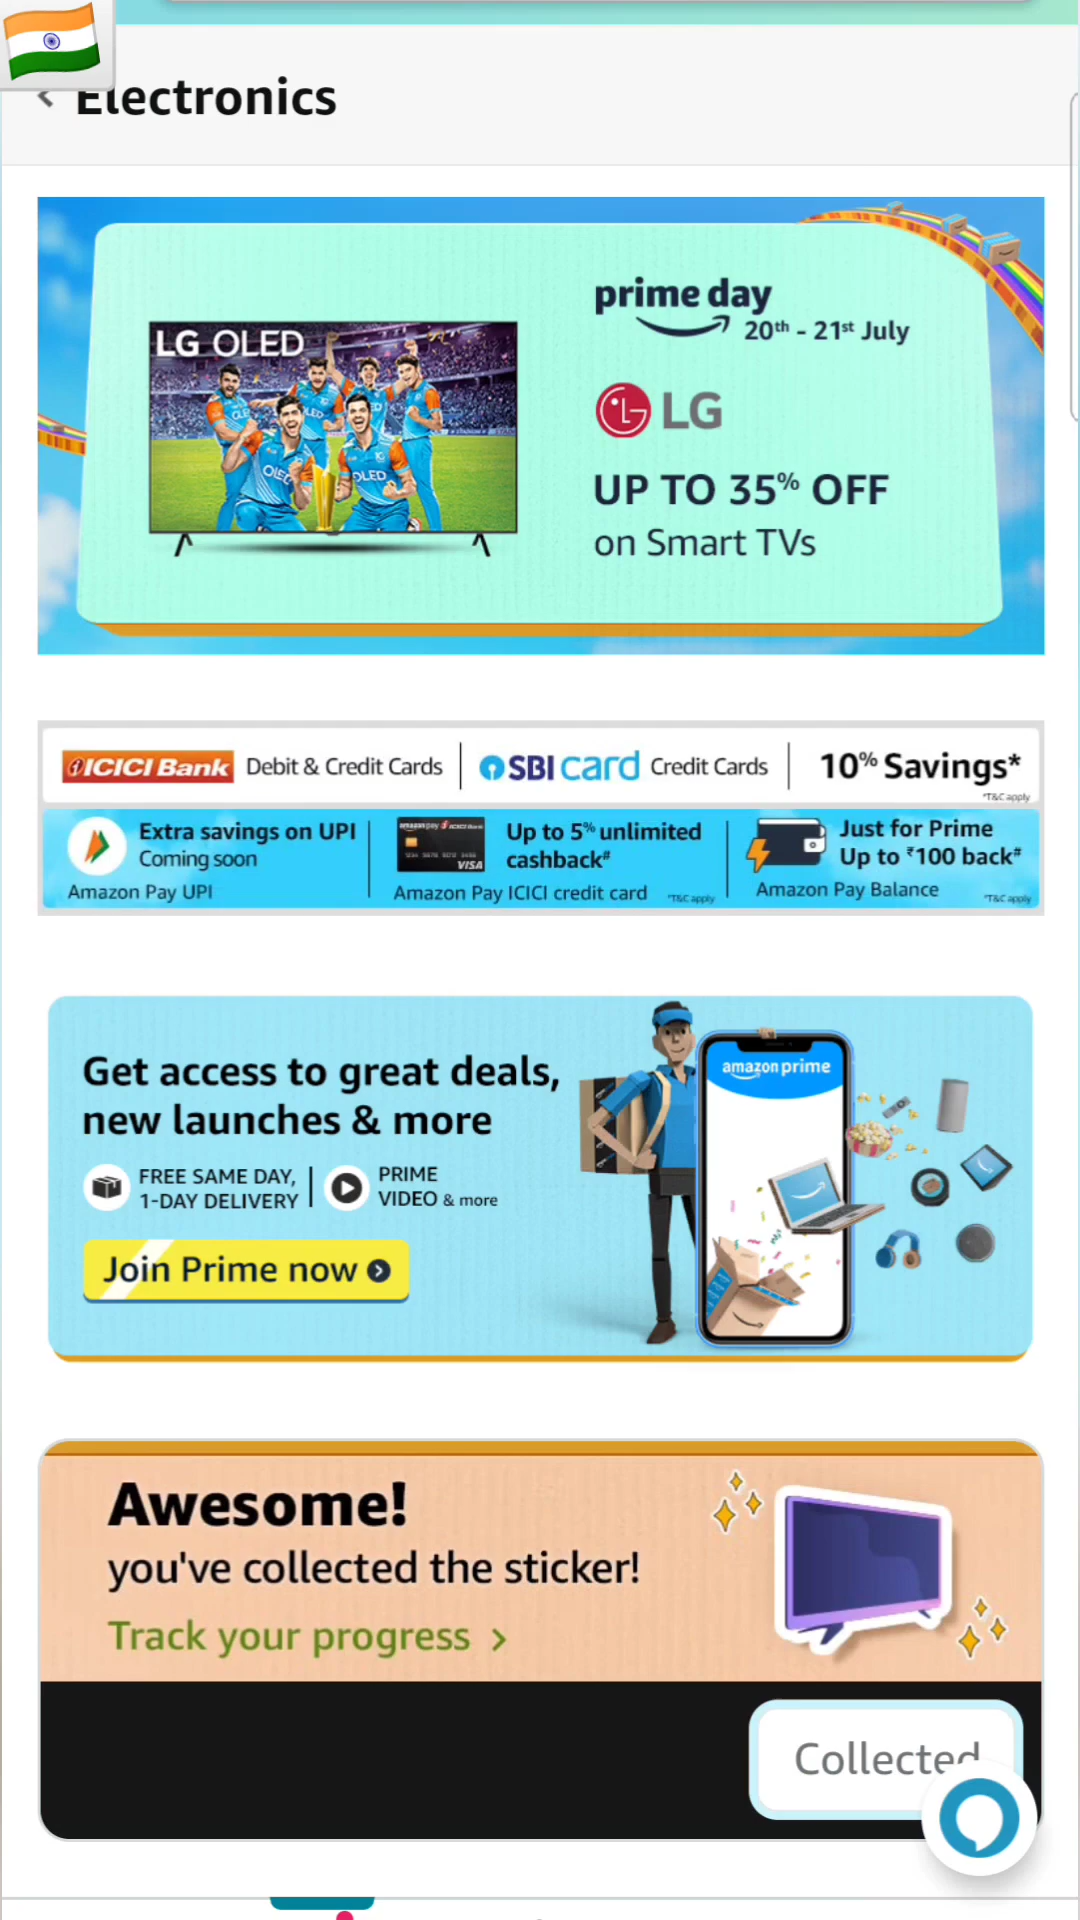 Electronics
LG OLED
prime day
20th - 21st July
LG
UP TO 35% OFF
on Smart TVs
OLED
OLED
ICICI Bank Debit & Credit Cards
SBI card Credit Cards
10% Savings*
*T&C apply
Extra savings on UPI
Coming soon
Amazon Pay UPI
VISA
Up to 5% unlimited
cashback#
Amazon Pay ICICI credit card
*T&C apply
Just for Prime
Up to ₹100 back#
Amazon Pay Balance
*T&C apply
Get access to great deals,
new launches & more
FREE SAME DAY,
1-DAY DELIVERY
PRIME
VIDEO & more
Join Prime now
amazon prime
Awesome!
you've collected the sticker!
Track your progress
Collected